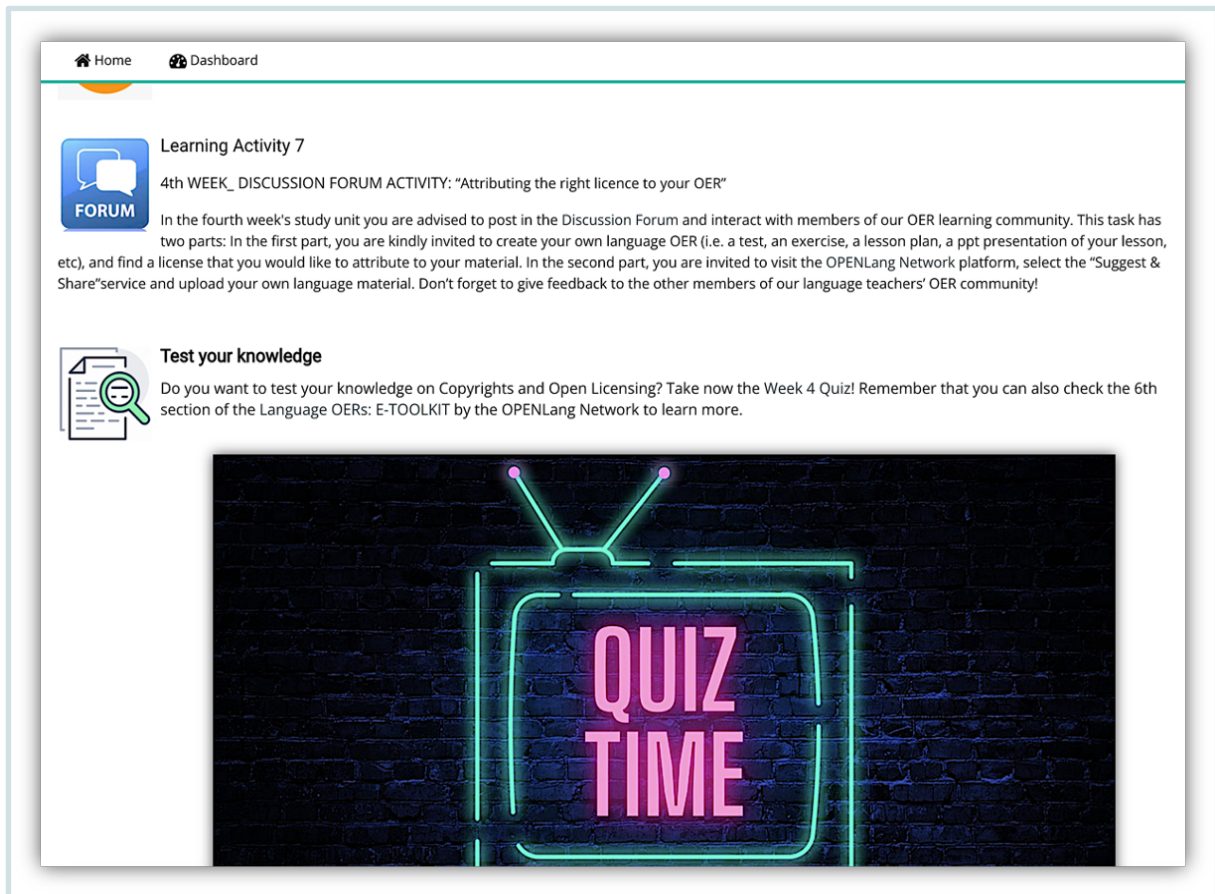 Home Dashboard
Learning Activity 7
4th WEEK_ DISCUSSION FORUM ACTIVITY: “Attributing the right licence to your OER”
FORUM
In the fourth week's study unit you are advised to post in the Discussion Forum and interact with members of our OER learning community. This task has
two parts: In the first part, you are kindly invited to create your own language OER (i.e. a test, an exercise, a lesson plan, a ppt presentation of your lesson,
etc), and find a license that you would like to attribute to your material. In the second part, you are invited to visit the OPENLang Network platform, select the “Suggest &
Share”service and upload your own language material. Don’t forget to give feedback to the other members of our language teachers’ OER community!
Test your knowledge
Do you want to test your knowledge on Copyrights and Open Licensing? Take now the Week 4 Quiz! Remember that you can also check the 6th
section of the Language OERs: E-TOOLKIT by the OPENLang Network to learn more.
QUIZ
TIME